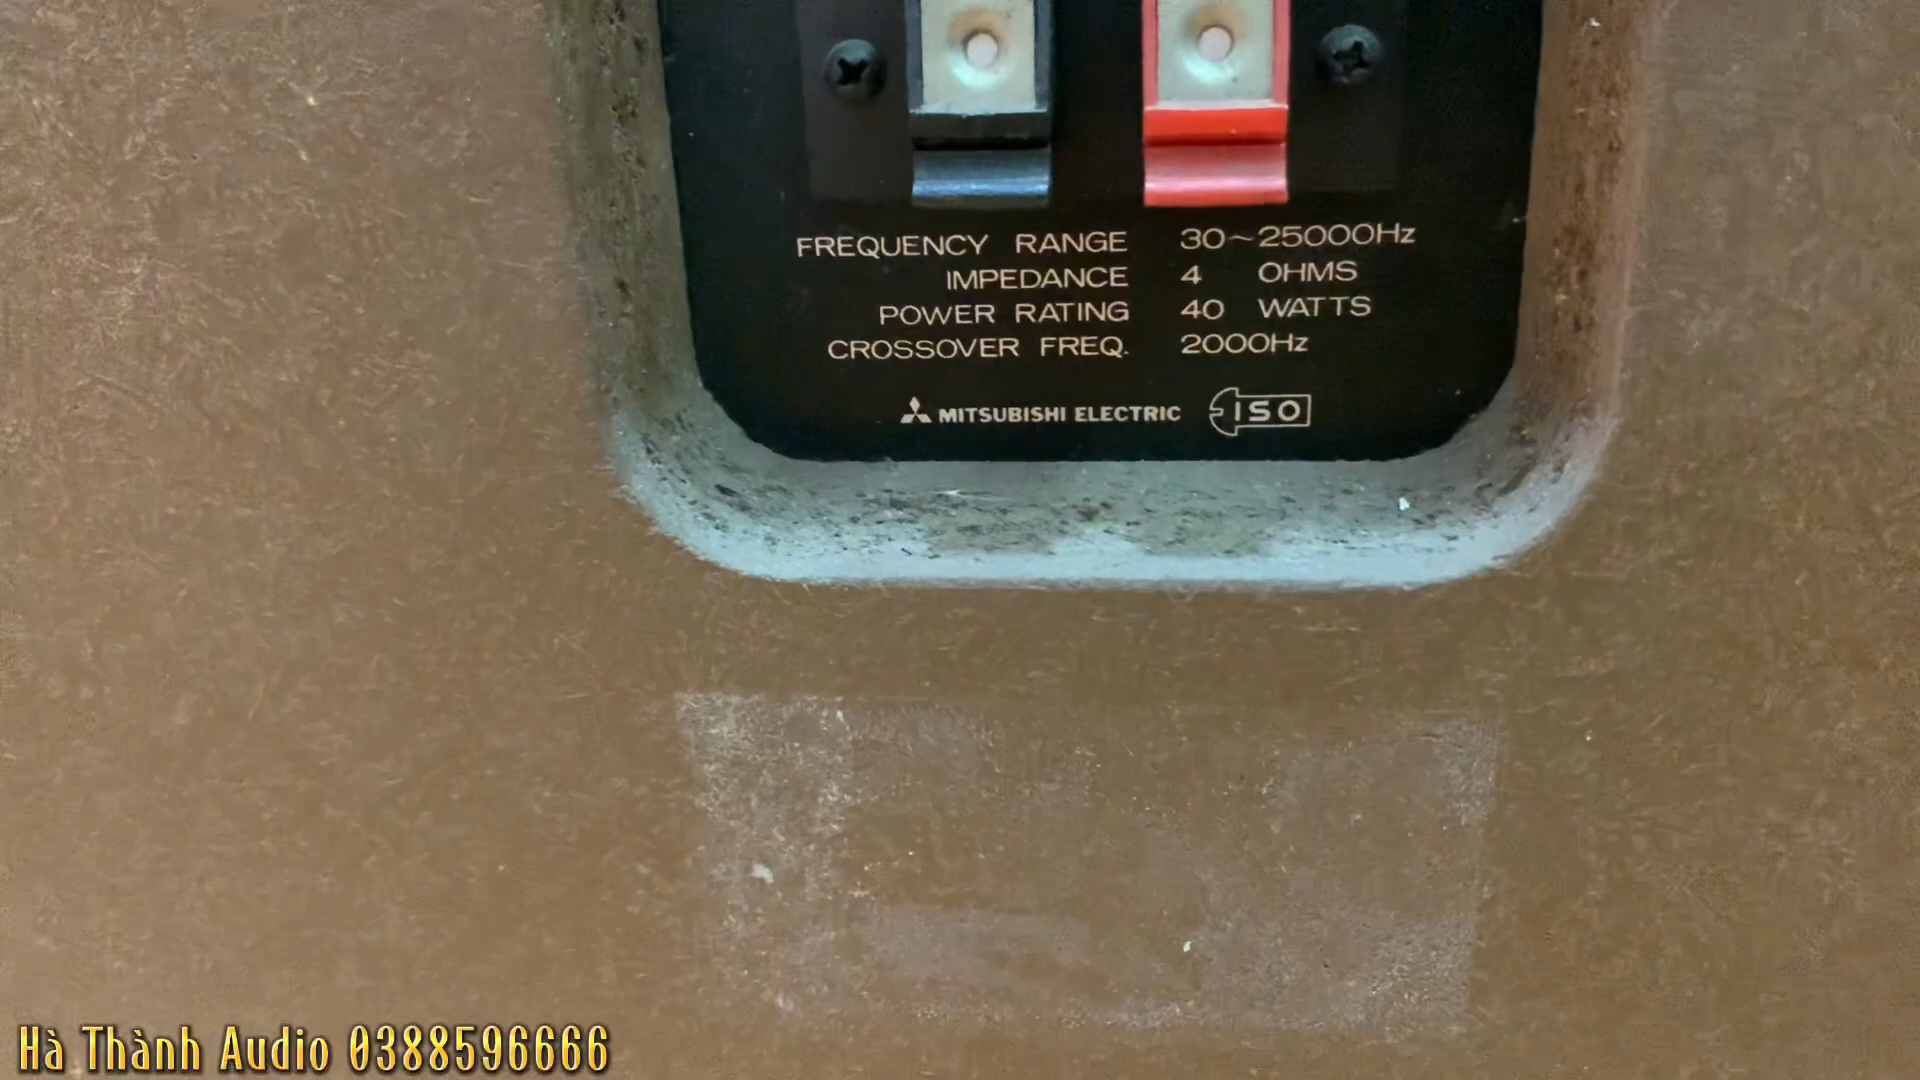 FREQUENCY RANGE 30~25000Hz
IMPEDANCE 4 OHMS
POWER RATING 40 WATTS
CROSSOVER FREQ. 2000Hz
MITSUBISHI ELECTRIC ISO
Hà Thành Audio 0388596666